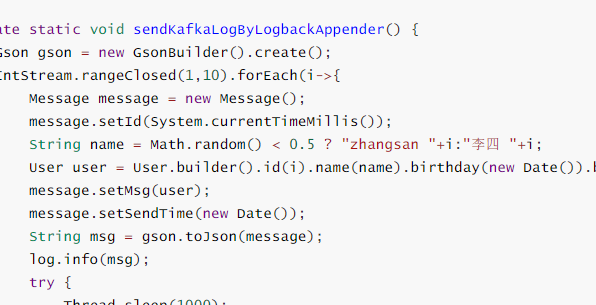 ate static void sendKafkaLogByLogbackAppender() {
Gson gson = new GsonBuilder().create();
IntStream.rangeClosed(1,10).forEach(i->{
Message message = new Message();
message.setId(System.currentTimeMillis());
String name = Math.random() < 0.5 ? "zhangsan "+i:"李四 "+i;
User user = User.builder().id(i).name(name).birthday(new Date()).b
message.setMsg(user);
message.setSendTime(new Date());
String msg = gson.toJson(message);
log.info(msg);
try {
Thread.sleep(1000);